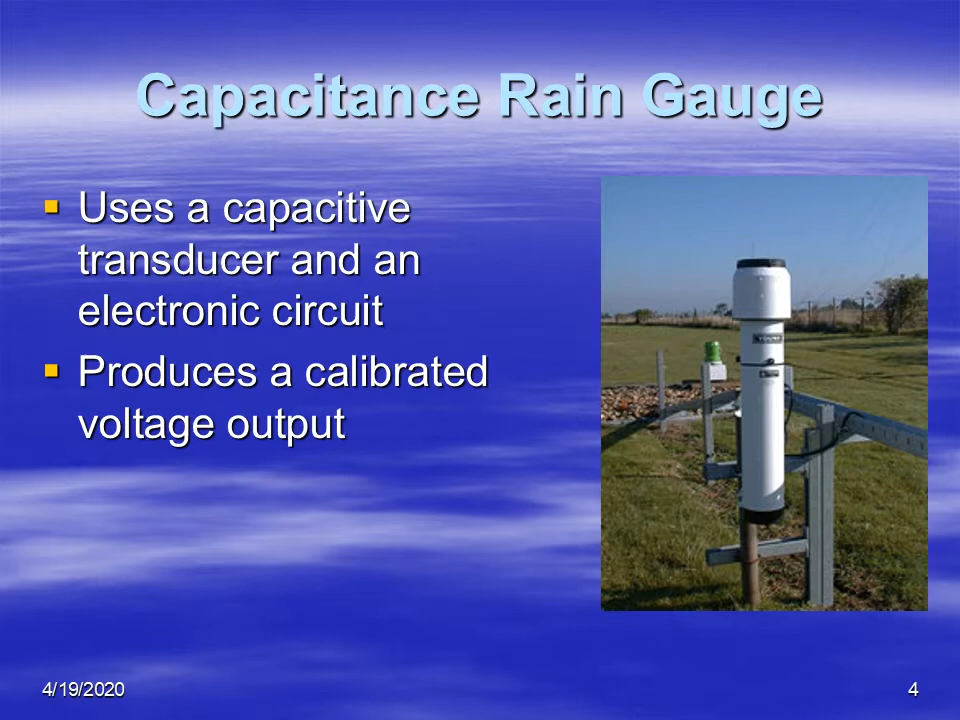 Capacitance Rain Gauge
▪ Uses a capacitive
transducer and an
electronic circuit
▪ Produces a calibrated
voltage output
4/19/2020
4